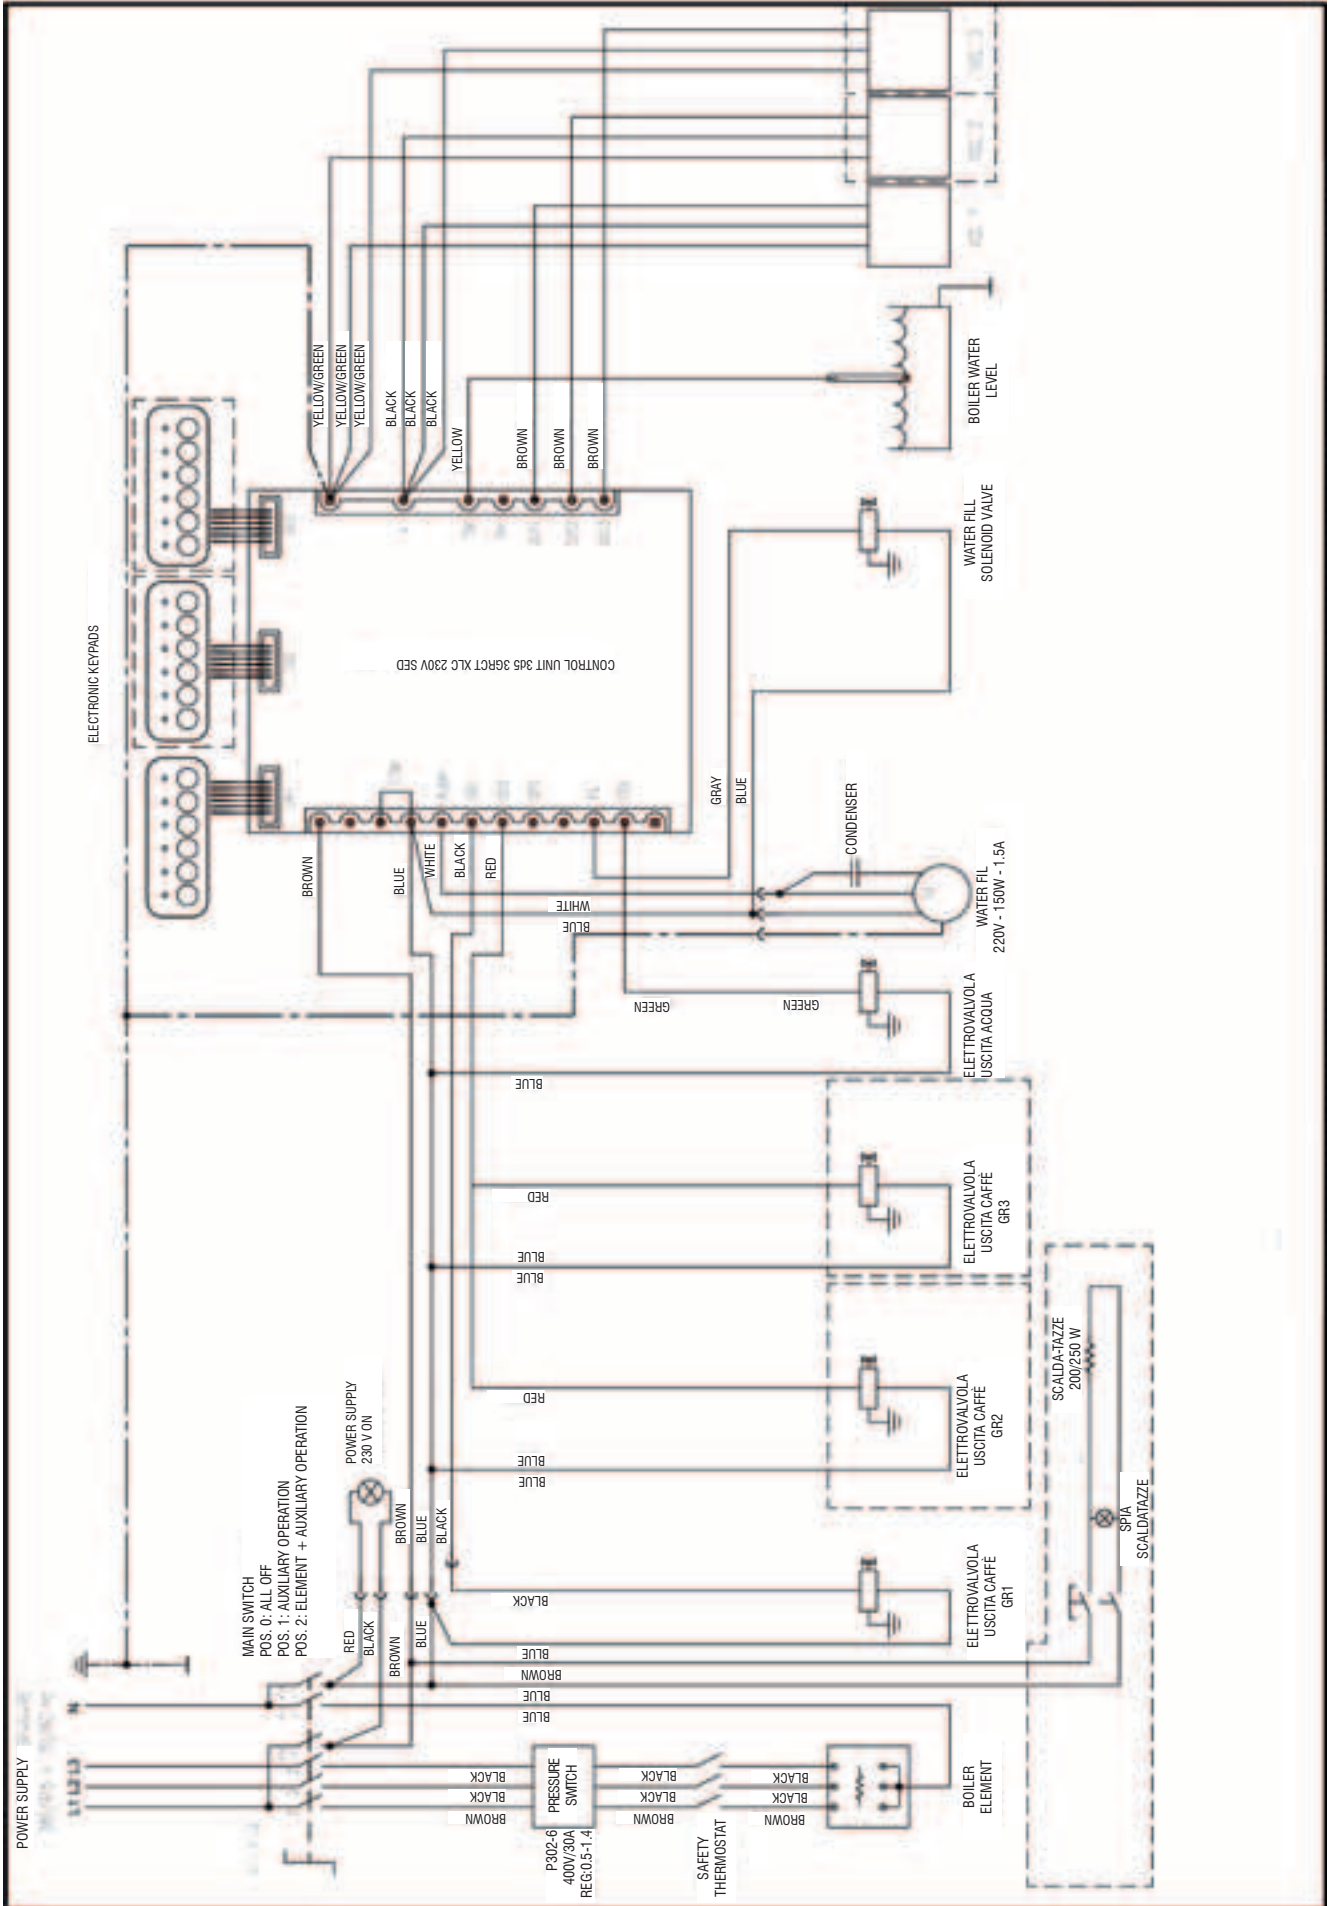 POWER SUPPLY
L1 L2 L3
N
MAIN SWITCH
POS. 0: ALL OFF
POS. 1: AUXILIARY OPERATION
POS. 2: ELEMENT + AUXILIARY OPERATION
POWER SUPPLY
230 V ON
RED
BLACK
BROWN
BLUE
BROWN
BLUE
BLACK
ELECTRONIC KEYPADS
CONTROL UNIT 3d5 3GRCT XLC 230V SED
BROWN
BLUE
WHITE
BLACK
RED
YELLOW/GREEN
YELLOW/GREEN
YELLOW/GREEN
BLACK
BLACK
BLACK
YELLOW
BROWN
BROWN
BROWN
P302-6
400V/30A
REG:0.5-1.4
PRESSURE
SWITCH
BLACK
BLACK
BROWN
BLACK
BLACK
BROWN
SAFETY
THERMOSTAT
BLACK
BLACK
BROWN
BOILER
ELEMENT
BLUE
BROWN
BLUE
BLUE
BLACK
ELETTROVALVOLA
USCITA CAFFÈ
GR1
BLUE
BLUE
RED
ELETTROVALVOLA
USCITA CAFFÈ
GR2
BLUE
BLUE
RED
ELETTROVALVOLA
USCITA CAFFÈ
GR3
BLUE
GREEN
GREEN
ELETTROVALVOLA
USCITA ACQUA
WHITE
BLUE
CONDENSER
WATER FIL
220V - 150W - 1.5A
GRAY
BLUE
WATER FILL
SOLENOID VALVE
BOILER WATER
LEVEL
SCALDA-TAZZE
200/250 W
SPIA
SCALDATAZZE